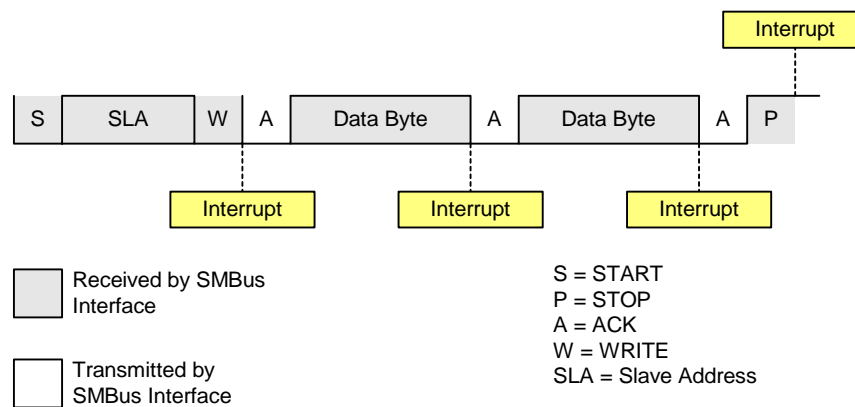 Interrupt
S SLA W A Data Byte A Data Byte A P
Interrupt Interrupt Interrupt
Received by SMBus
Interface
Transmitted by
SMBus Interface
S = START
P = STOP
A = ACK
W = WRITE
SLA = Slave Address